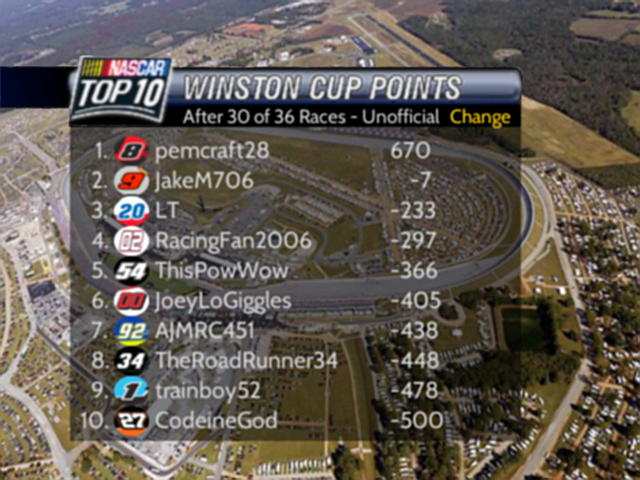 NASCAR
TOP 10
WINSTON CUP POINTS
After 30 of 36 Races - Unofficial Change
1. 8 pemcraft28 670
2. 9 JakeM706 -7
3. 20 LT -233
4. 02 RacingFan2006 -297
5. 54 ThisPowWow -366
6. 00 JoeyLoGiggles -405
7. 92 AJMRC451 -438
8. 34 TheRoadRunner34 -448
9. 1 trainboy52 -478
10. 27 CodeineGod -500